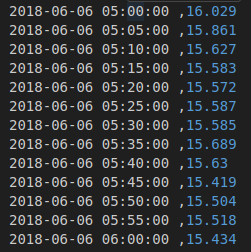 2018-06-06 05:00:00 ,16.029
2018-06-06 05:05:00 ,15.861
2018-06-06 05:10:00 ,15.627
2018-06-06 05:15:00 ,15.583
2018-06-06 05:20:00 ,15.572
2018-06-06 05:25:00 ,15.587
2018-06-06 05:30:00 ,15.585
2018-06-06 05:35:00 ,15.689
2018-06-06 05:40:00 ,15.63
2018-06-06 05:45:00 ,15.419
2018-06-06 05:50:00 ,15.504
2018-06-06 05:55:00 ,15.518
2018-06-06 06:00:00 ,15.434